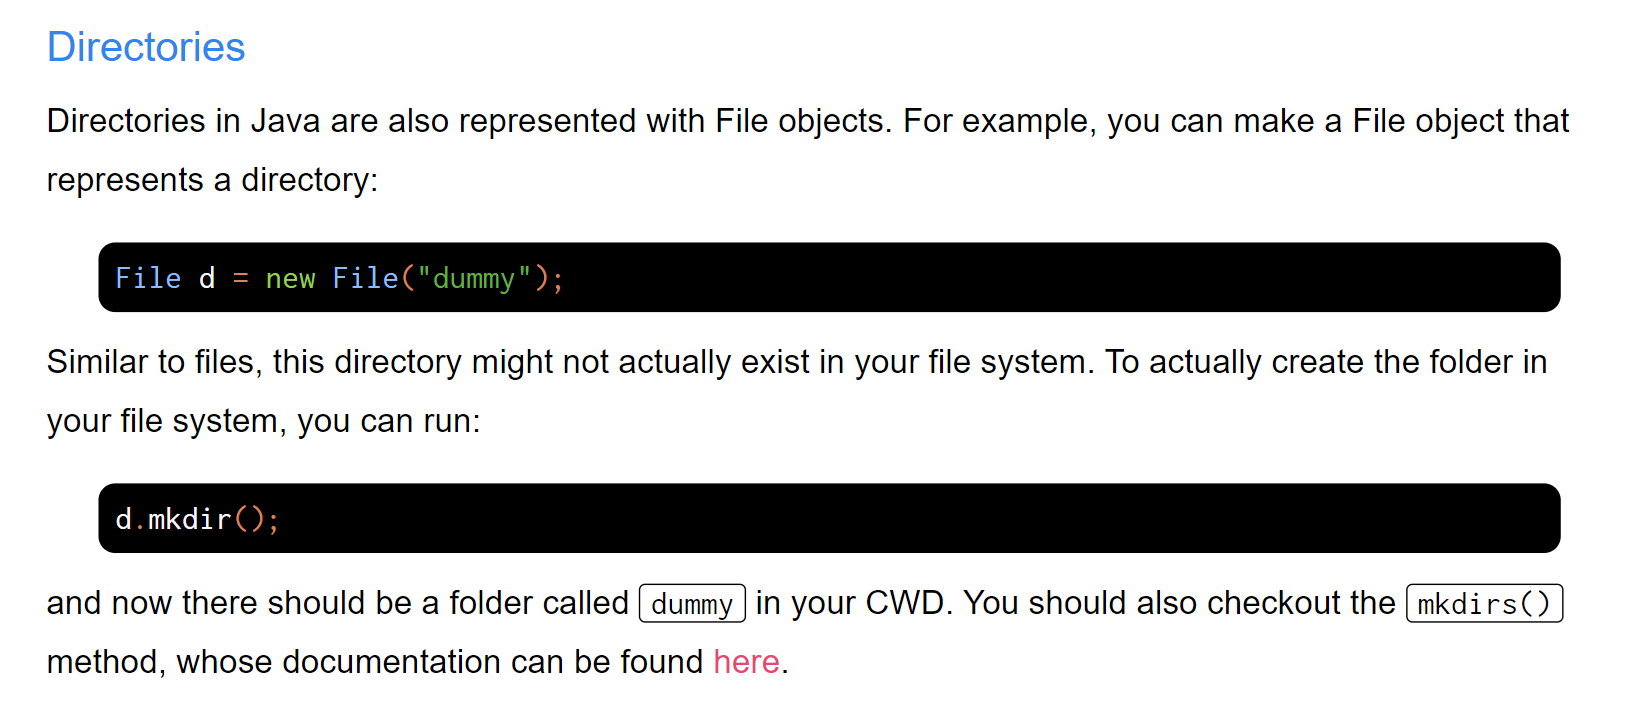 Directories
Directories in Java are also represented with File objects. For example, you can make a File object that
represents a directory:
File d = new File("dummy");
Similar to files, this directory might not actually exist in your file system. To actually create the folder in
your file system, you can run:
d.mkdir();
and now there should be a folder called dummy in your CWD. You should also checkout the mkdirs()
method, whose documentation can be found here.